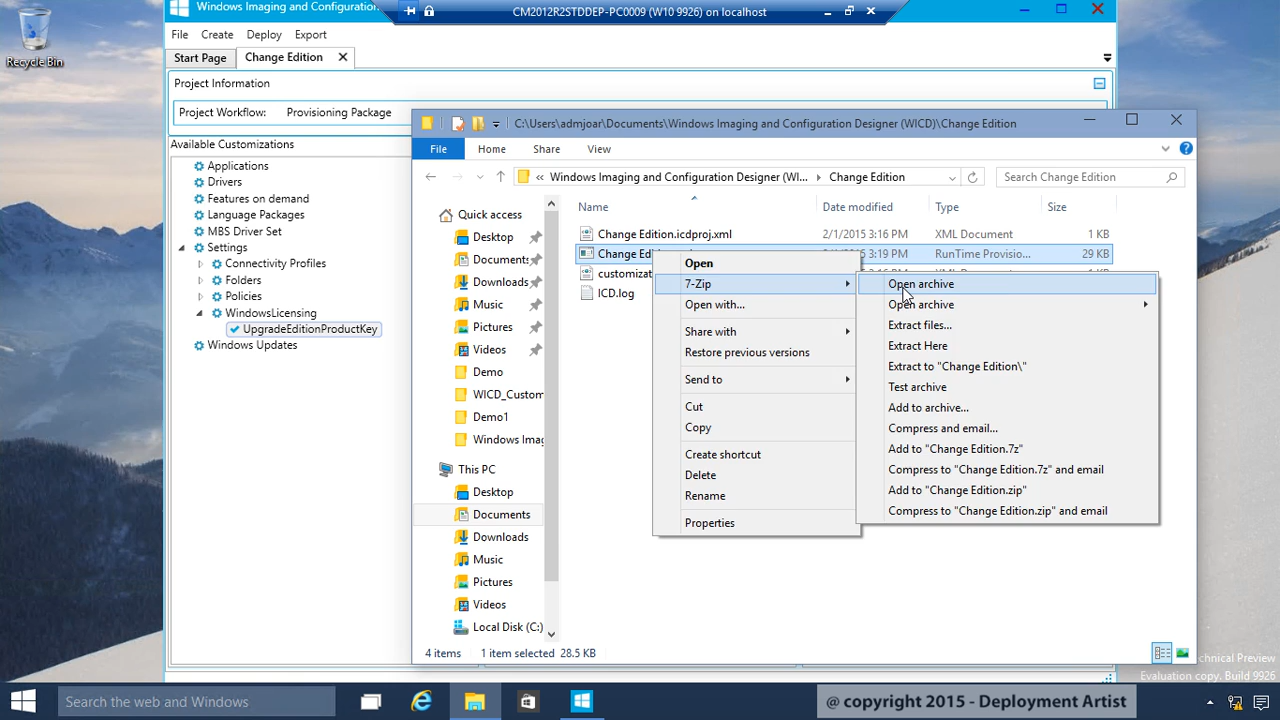 Recycle Bin
Windows Imaging and Configuration
CM2012R2STDDEP-PC0009 (W10 9926) on localhost
File Create Deploy Export
Start Page Change Edition
Project Information
Project Workflow: Provisioning Package
Available Customizations
Applications
Drivers
Features on demand
Language Packages
MBS Driver Set
Settings
Connectivity Profiles
Folders
Policies
WindowsLicensing
UpgradeEditionProductKey
Windows Updates
C:\Users\admjoar\Documents\Windows Imaging and Configuration Designer (WICD)\Change Edition
File Home Share View
« Windows Imaging and Configuration Designer (WI... Change Edition
Search Change Edition
Quick access
Desktop
Documents
Downloads
Music
Pictures
Videos
Demo
WICD_Custom
Demo1
Windows Imag
This PC
Desktop
Documents
Downloads
Music
Pictures
Videos
Local Disk (C:)
Name Date modified Type Size
Change Edition.icdproj.xml 2/1/2015 3:16 PM XML Document 1 KB
Change Ed 3:19 PM RunTime Provisio... 29 KB
customizat
ICD.log
Open
7-Zip
Open with...
Share with
Restore previous versions
Send to
Cut
Copy
Create shortcut
Delete
Rename
Properties
Open archive
Open archive
Extract files...
Extract Here
Extract to "Change Edition\"
Test archive
Add to archive...
Compress and email...
Add to "Change Edition.7z"
Compress to "Change Edition.7z" and email
Add to "Change Edition.zip"
Compress to "Change Edition.zip" and email
4 items 1 item selected 28.5 KB
chnical Preview
Evaluation copy. Build 9926
Search the web and Windows
@ copyright 2015 - Deployment Artist